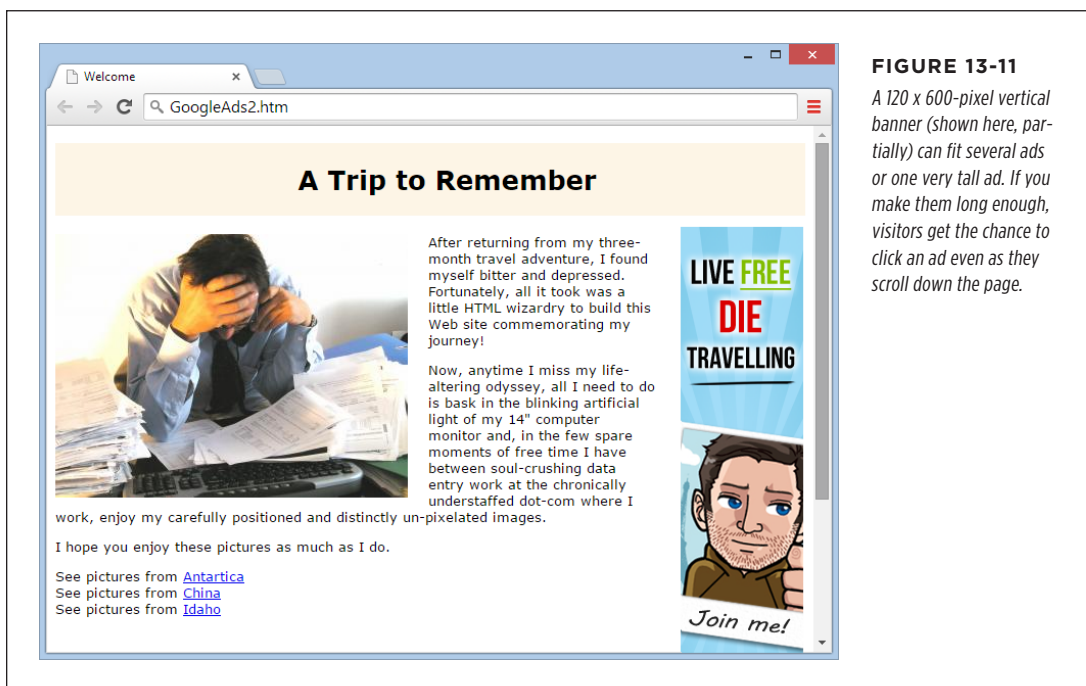 Welcome
GoogleAds2.htm
A Trip to Remember
After returning from my three-
month travel adventure, I found
myself bitter and depressed.
Fortunately, all it took was a
little HTML wizardry to build this
Web site commemorating my
journey!
Now, anytime I miss my life-
altering odyssey, all I need to do
is bask in the blinking artificial
light of my 14" computer
monitor and, in the few spare
moments of free time I have
between soul-crushing data
entry work at the chronically
understaffed dot-com where I
work, enjoy my carefully positioned and distinctly un-pixelated images.
I hope you enjoy these pictures as much as I do.
See pictures from Antartica
See pictures from China
See pictures from Idaho
LIVE FREE
DIE
TRAVELLING
Join me!
FIGURE 13-11
A 120 x 600-pixel vertical
banner (shown here, par-
tially) can fit several ads
or one very tall ad. If you
make them long enough,
visitors get the chance to
click an ad even as they
scroll down the page.